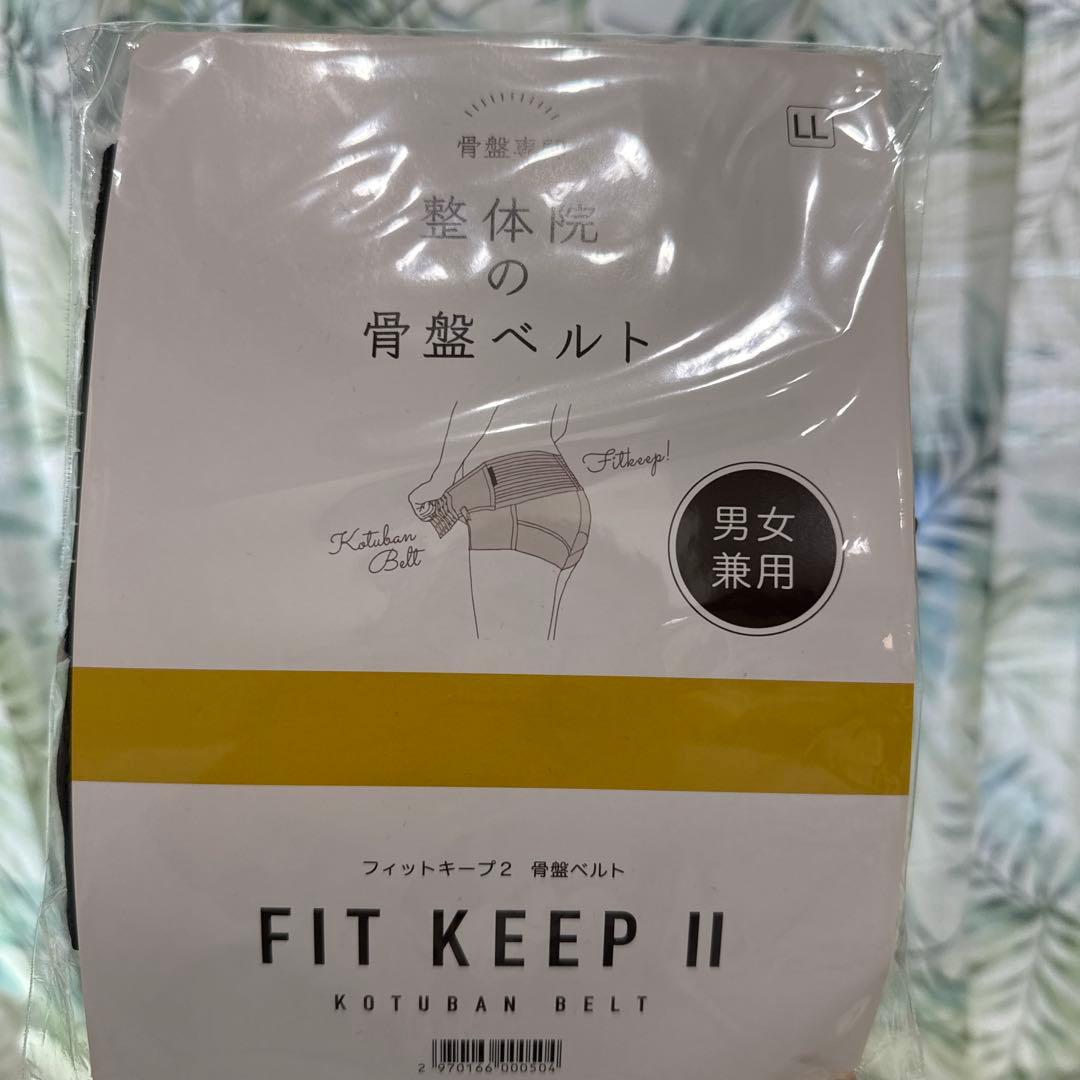 LL
骨盤専門
整体院
の
骨盤ベルト
Fitkeep!
Kotuban
Belt
男女
兼用
フィットキープ2 骨盤ベルト
FIT KEEP II
KOTUBAN BELT
2 970166 000504